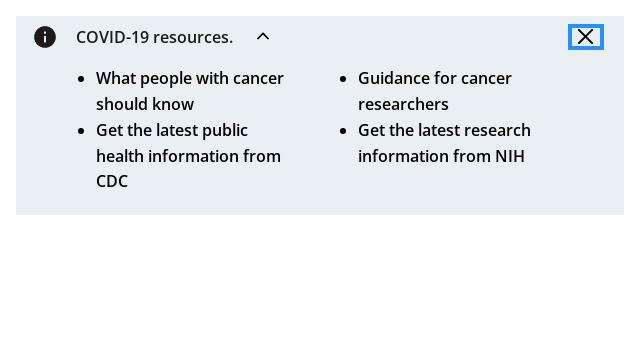 COVID-19 resources.
What people with cancer
should know
Get the latest public
health information from
CDC
Guidance for cancer
researchers
Get the latest research
information from NIH